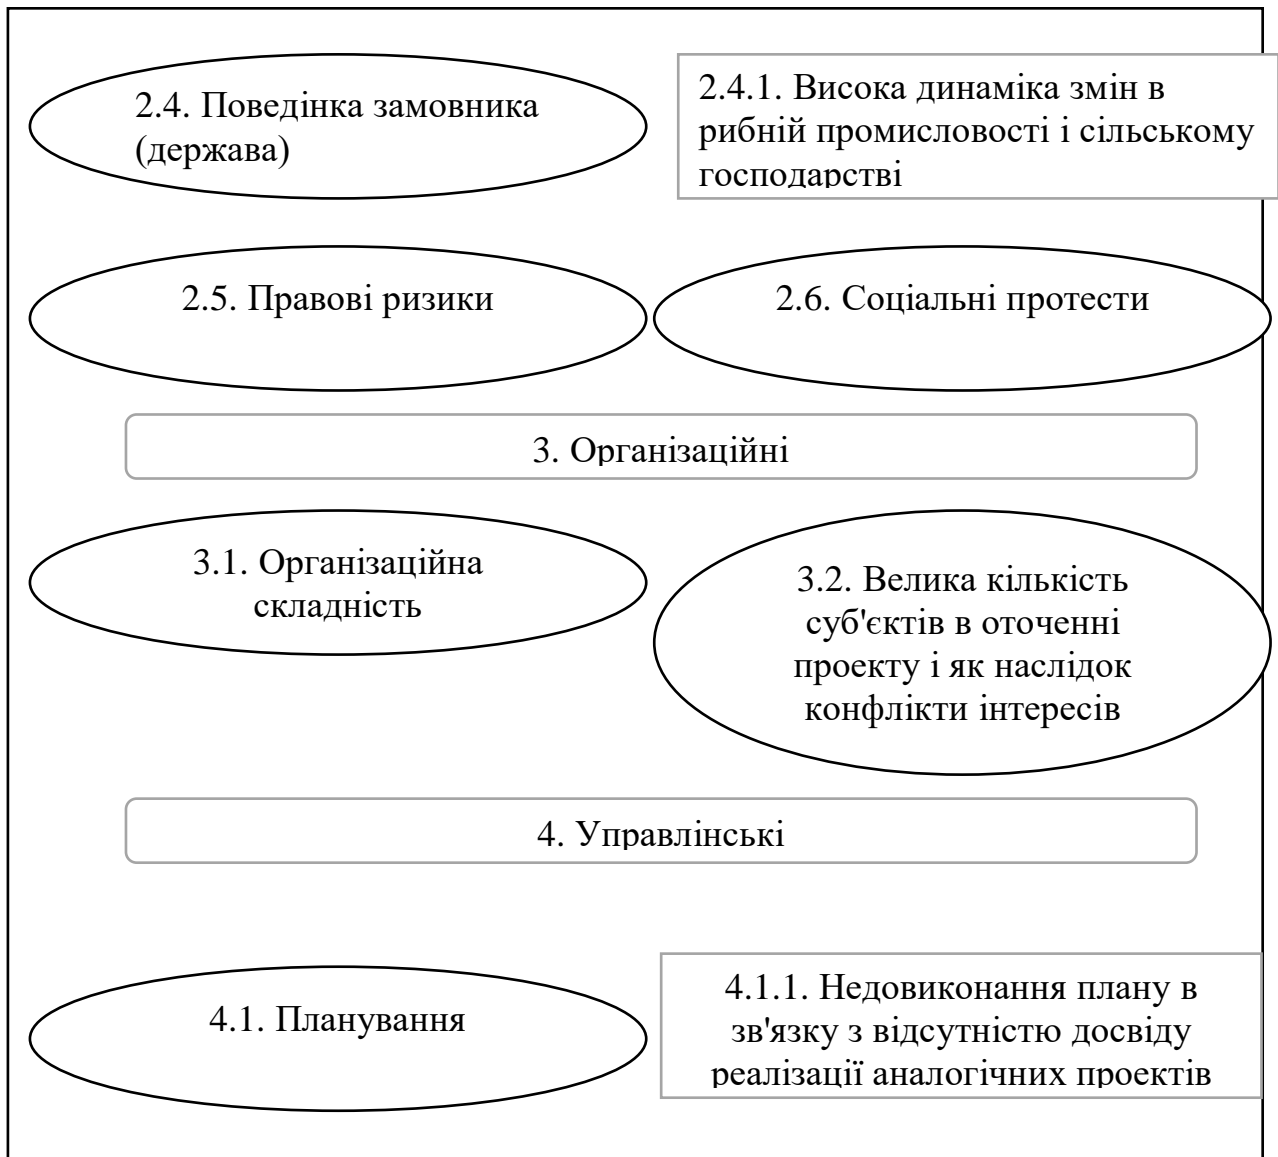 2.4. Поведінка замовника
(держава)
2.4.1. Висока динаміка змін в
рибній промисловості і сільському
господарстві
2.5. Правові ризики
2.6. Соціальні протести
3. Організаційні
3.1. Організаційна
складність
3.2. Велика кількість
суб'єктів в оточенні
проекту і як наслідок
конфлікти інтересів
4. Управлінські
4.1. Планування
4.1.1. Недовиконання плану в
зв'язку з відсутністю досвіду
реалізації аналогічних проектів